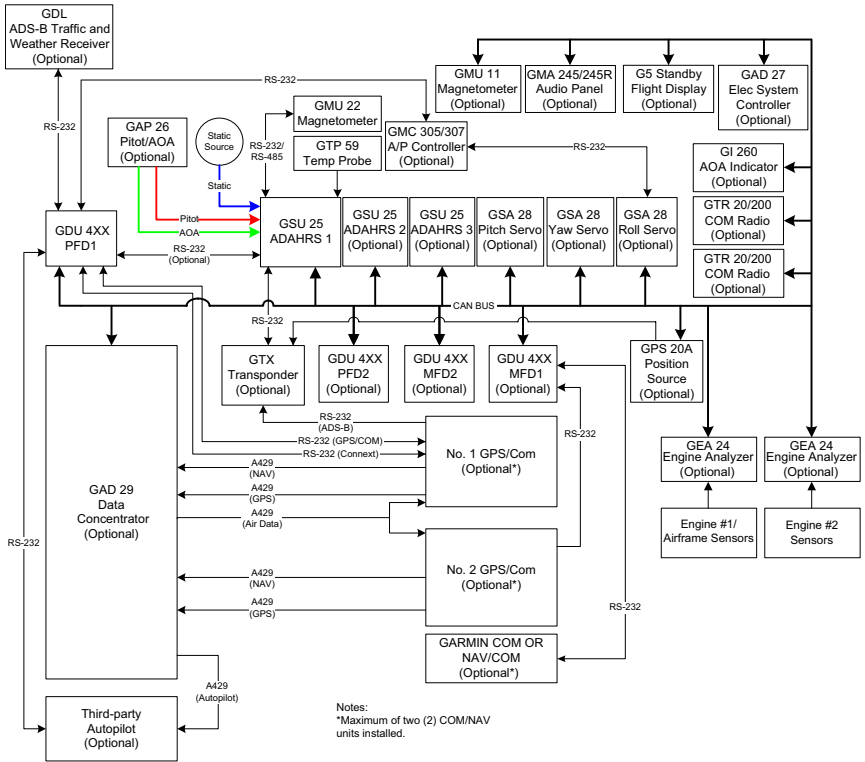 GDL
ADS-B Traffic and
Weather Receiver
(Optional)
RS-232
RS-232
GAP 26
Pitot/AOA
(Optional)
Static
Source
Static
Pitot
AOA
GMU 22
Magnetometer
RS-232/
RS-485
GTP 59
Temp Probe
GMC 305/307
A/P Controller
(Optional)
RS-232
GMU 11
Magnetometer
(Optional)
GMA 245/245R
Audio Panel
(Optional)
G5 Standby
Flight Display
(Optional)
GAD 27
Elec System
Controller
(Optional)
GI 260
AOA Indicator
(Optional)
GTR 20/200
COM Radio
(Optional)
GTR 20/200
COM Radio
(Optional)
GDU 4XX
PFD1
RS-232
(Optional)
GSU 25
ADAHRS 1
GSU 25
ADAHRS 2
(Optional)
GSU 25
ADAHRS 3
(Optional)
GSA 28
Pitch Servo
(Optional)
GSA 28
Yaw Servo
(Optional)
GSA 28
Roll Servo
(Optional)
CAN BUS
RS-232
GTX
Transponder
(Optional)
GDU 4XX
PFD2
(Optional)
GDU 4XX
MFD2
(Optional)
GDU 4XX
MFD1
(Optional)
GPS 20A
Position
Source
(Optional)
RS-232
(ADS-B)
RS-232 (GPS/COM)
RS-232 (Connext)
A429
(NAV)
A429
(GPS)
A429
(Air Data)
A429
(NAV)
A429
(GPS)
No. 1 GPS/Com
(Optional*)
No. 2 GPS/Com
(Optional*)
RS-232
RS-232
GEA 24
Engine Analyzer
(Optional)
GEA 24
Engine Analyzer
(Optional)
Engine #1/
Airframe Sensors
Engine #2
Sensors
GAD 29
Data
Concentrator
(Optional)
RS-232
GARMIN COM OR
NAV/COM
(Optional*)
A429
(Autopilot)
Third-party
Autopilot
(Optional)
Notes:
*Maximum of two (2) COM/NAV
units installed.